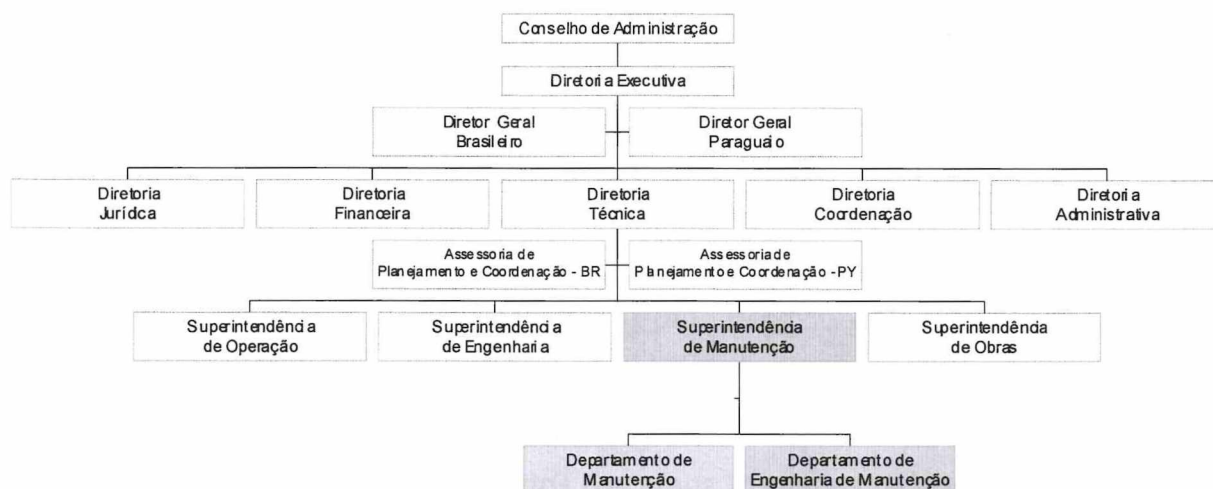 Conselho de Administração
Diretoria Executiva
Diretor Geral
Brasileiro
Diretor Geral
Paraguaio
Diretoria
Jurídica
Diretoria
Financeira
Diretoria
Técnica
Diretoria
Coordenação
Diretoria
Administrativa
Assessoria de
Planejamento e Coordenação - BR
Assessoria de
Planejamento e Coordenação - PY
Superintendência
de Operação
Superintendência
de Engenharia
Superintendência
de Manutenção
Superintendência
de Obras
Departamento de
Manutenção
Departamento de
Engenharia de Manutenção